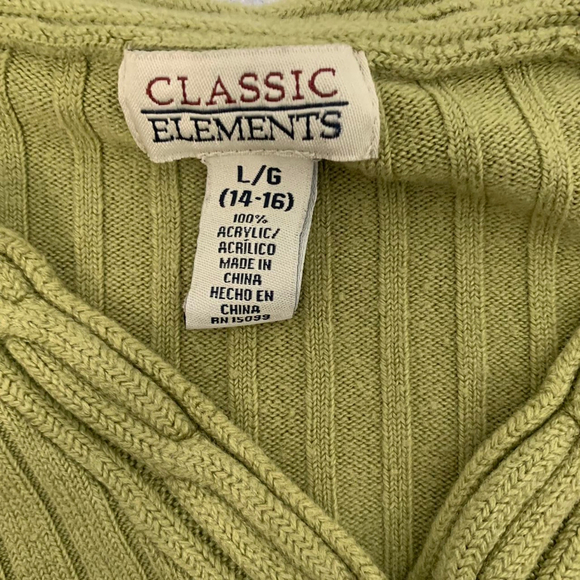 CLASSIC
ELEMENTS
L/G
(14-16)
100%
ACRYLIC/
ACRÍLICO
MADE IN
CHINA
HECHO EN
CHINA
RN 15099